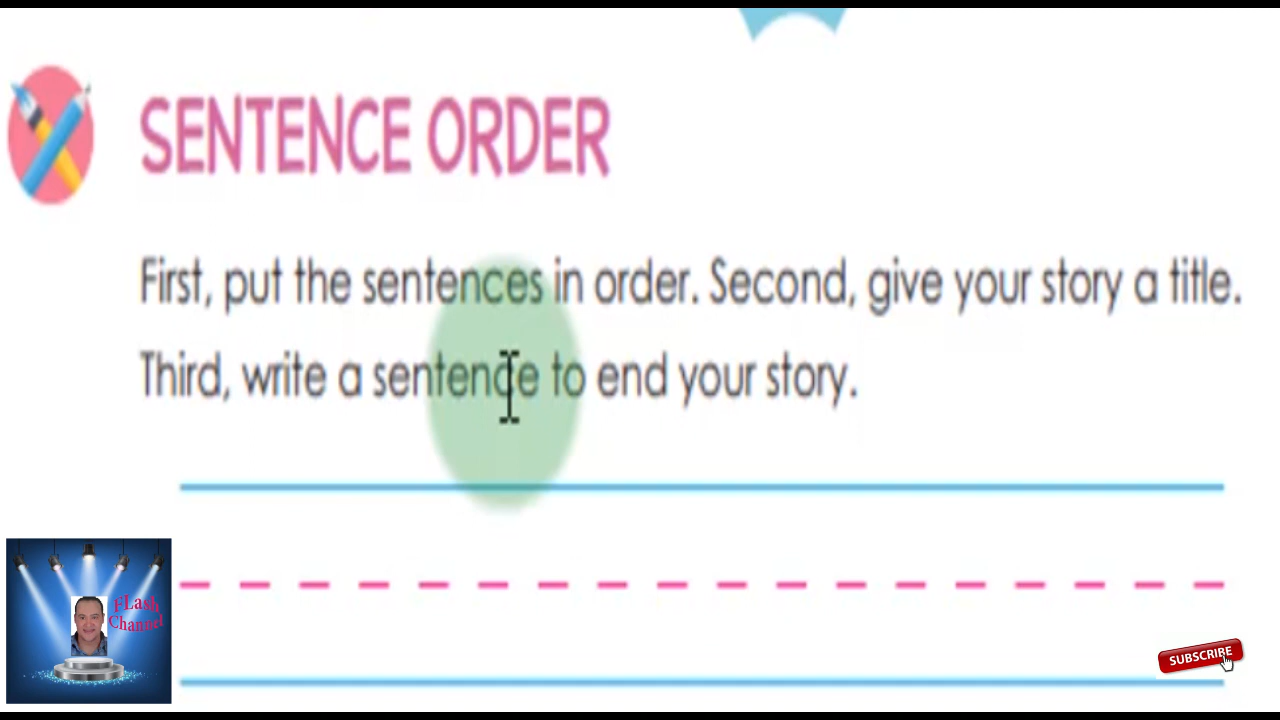 SENTENCE ORDER
First, put the sentences in order. Second, give your story a title.
Third, write a sentence to end your story.
FLash
Channel
SUBSCRIBE